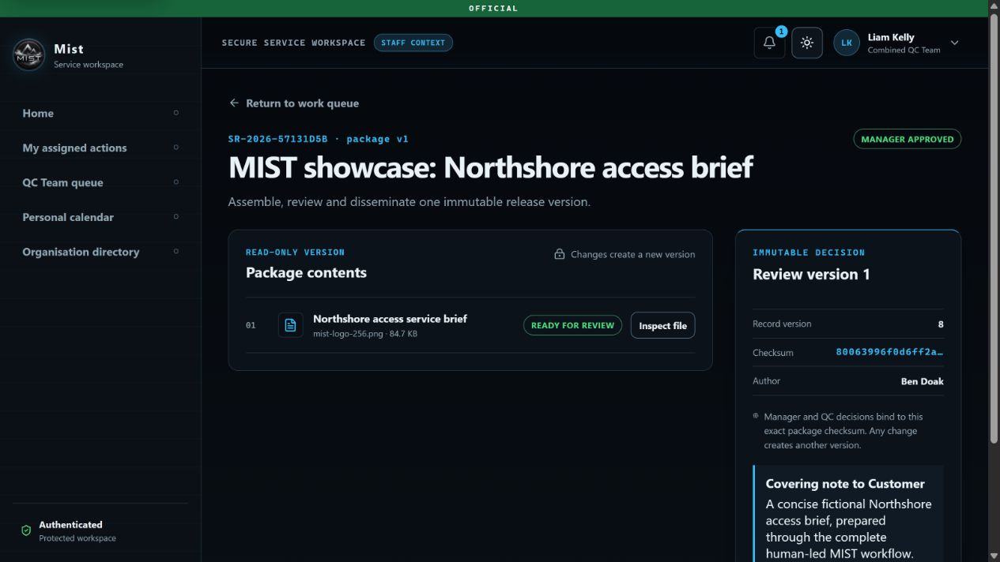 OFFICIAL
MIST
Mist
Service workspace
SECURE SERVICE WORKSPACE
STAFF CONTEXT
1
LK
Liam Kelly
Combined QC Team
Home
My assigned actions
QC Team queue
Personal calendar
Organisation directory
Authenticated
Protected workspace
Return to work queue
SR-2026-57131D5B · package v1
MANAGER APPROVED
MIST showcase: Northshore access brief
Assemble, review and disseminate one immutable release version.
READ-ONLY VERSION
Package contents
Changes create a new version
01
Northshore access service brief
mist-logo-256.png · 84.7 KB
READY FOR REVIEW
Inspect file
IMMUTABLE DECISION
Review version 1
Record version
8
Checksum
80063996f0d6ff2a…
Author
Ben Doak
Manager and QC decisions bind to this
exact package checksum. Any change
creates another version.
Covering note to Customer
A concise fictional Northshore
access brief, prepared
through the complete
human-led MIST workflow.